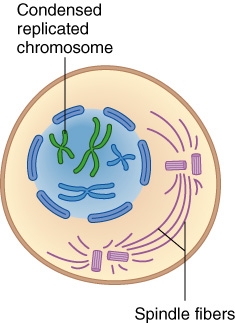 Condensed
replicated
chromosome
Spindle fibers